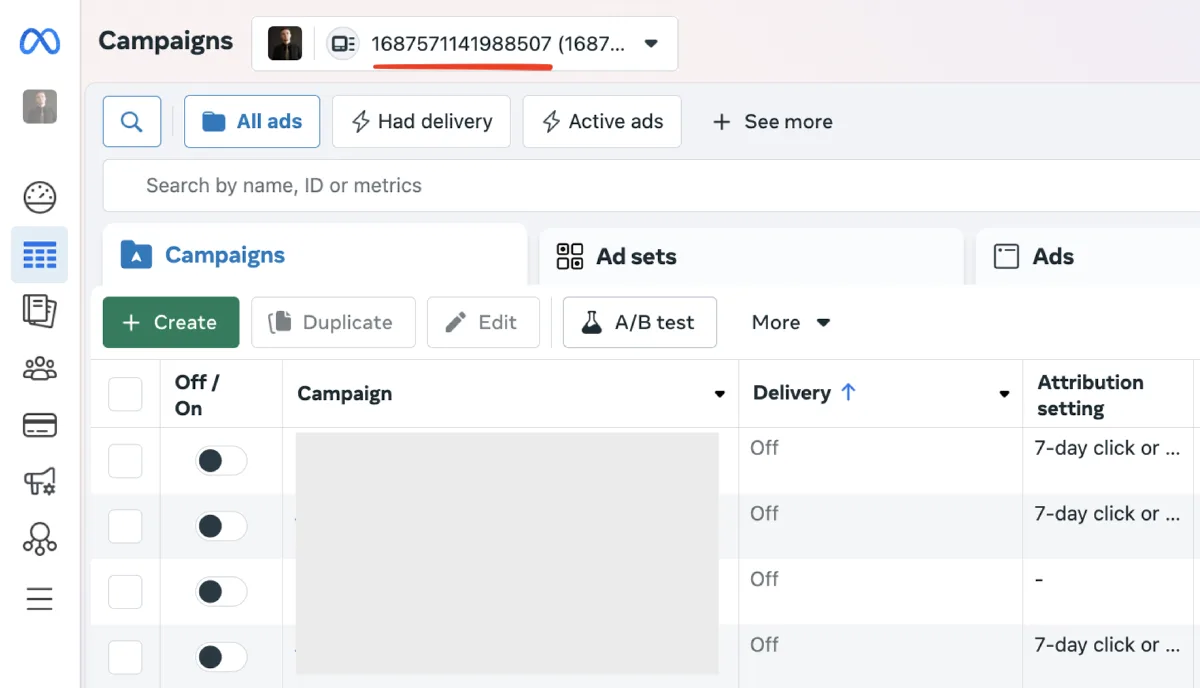 Campaigns 1687571141988507 (1687...
All ads Had delivery Active ads + See more
Search by name, ID or metrics
Campaigns Ad sets Ads
+ Create Duplicate Edit A/B test More
Off / On Campaign Delivery ↑ Attribution setting
Off 7-day click or ...
Off 7-day click or ...
Off -
Off 7-day click or ...